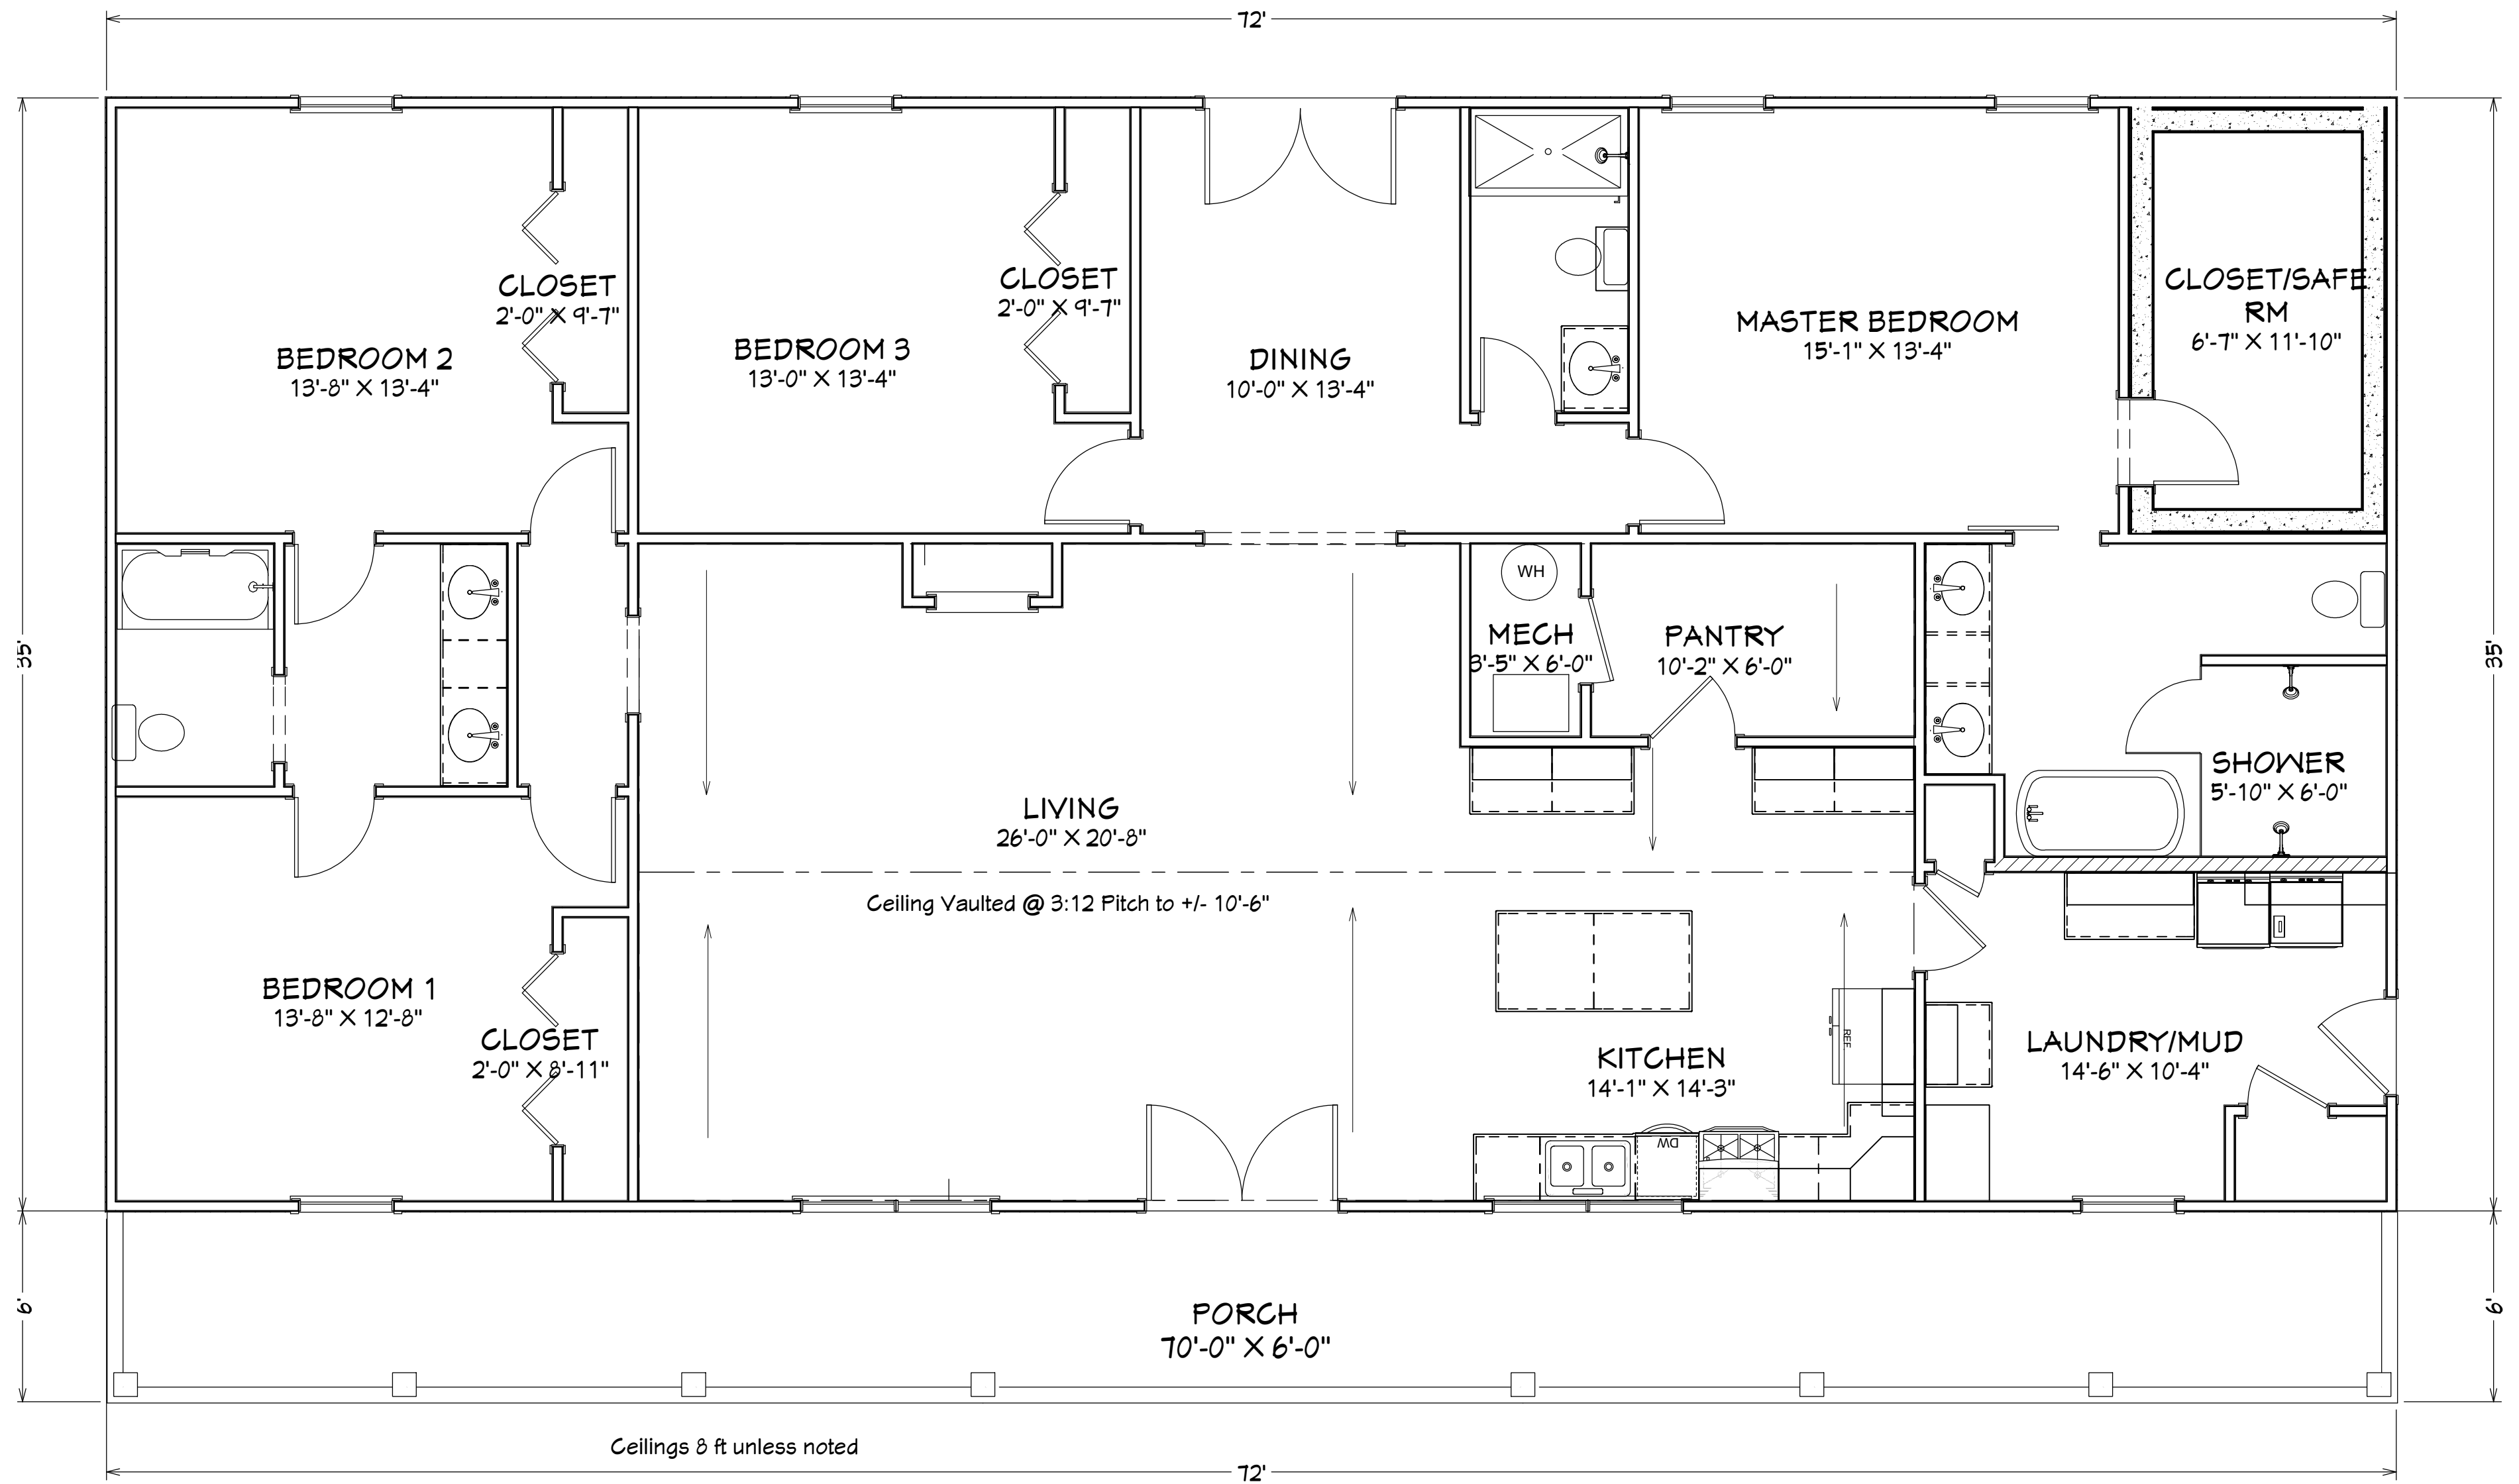 72'
CLOSET
2'-0" X 9'-7"
CLOSET
2'-0" X 9'-7"
CLOSET/SAFE
RM
6'-7" X 11'-10"
BEDROOM 2
13'-8" X 13'-4"
BEDROOM 3
13'-0" X 13'-4"
DINING
10'-0" X 13'-4"
MASTER BEDROOM
15'-1" X 13'-4"
35'
WH
MECH
3'-5" X 6'-0"
PANTRY
10'-2" X 6'-0"
35'
LIVING
26'-0" X 20'-8"
SHOWER
5'-10" X 6'-0"
Ceiling Vaulted @ 3:12 Pitch to +/- 10'-6"
BEDROOM 1
13'-8" X 12'-8"
CLOSET
2'-0" X 8'-11"
KITCHEN
14'-1" X 14'-3"
REF
LAUNDRY/MUD
14'-6" X 10'-4"
DW
6'
PORCH
70'-0" X 6'-0"
6'
Ceilings 8 ft unless noted
72'